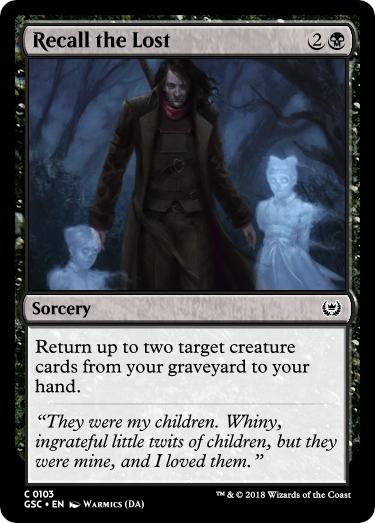 Recall the Lost 2
Sorcery
Return up to two target creature
cards from your graveyard to your
hand.
“They were my children. Whiny,
ingrateful little twits of children, but they
were mine, and I loved them.”
C 0103
GSC • EN WARMICS (DA)
™ & © 2018 Wizards of the Coast